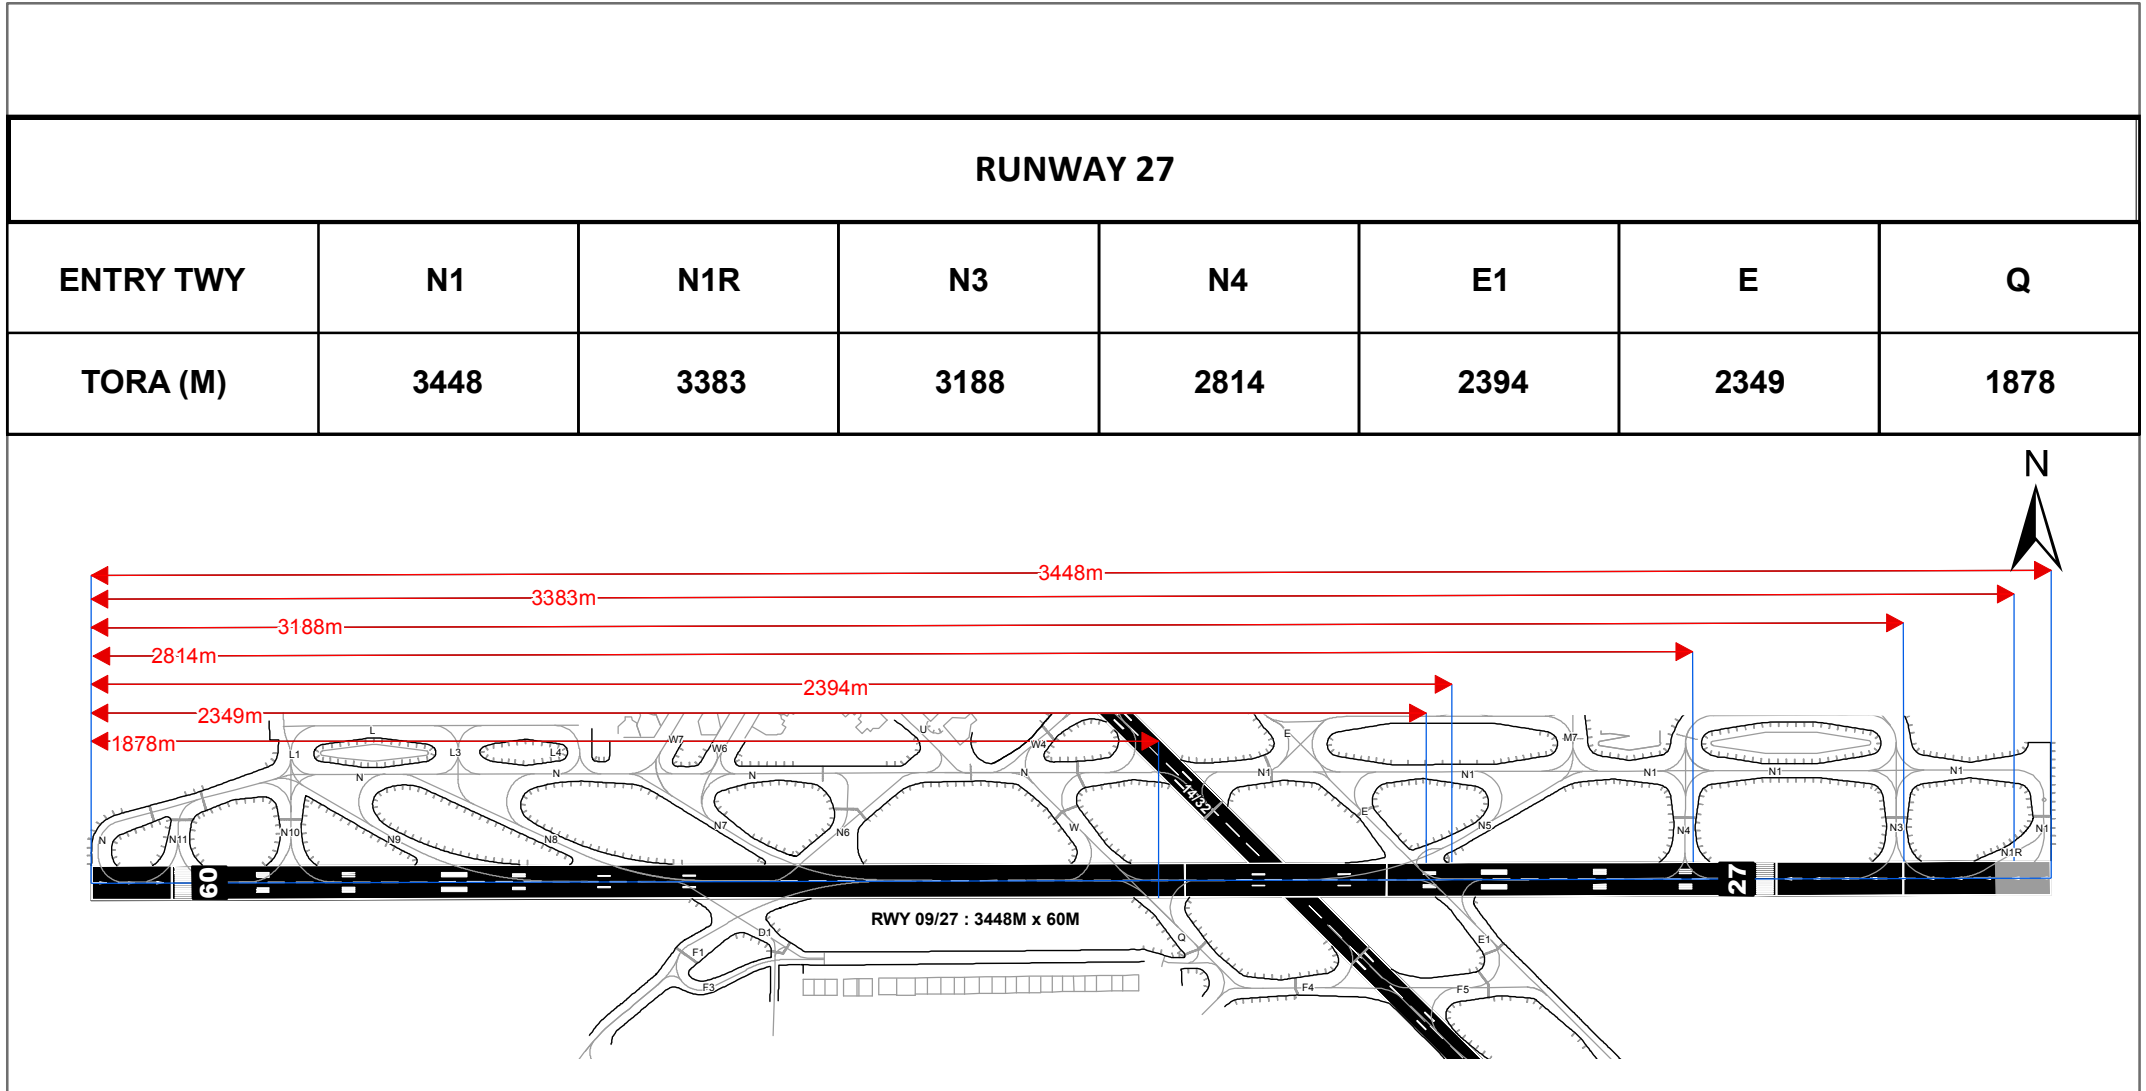 RUNWAY 27
ENTRY TWY N1 N1R N3 N4 E1 E Q
TORA (M) 3448 3383 3188 2814 2394 2349 1878
N
3448m
3383m
3188m
2814m
2394m
2349m
1878m
L U E
L1 L3 L4 W7 W6 W4 M7
N N N N N1 N1 N1 N1 N1
14/32
N N11 N10 N9 N8 N7 N6 W E N5 N4 N3 N1
N1R
09 27
RWY 09/27 : 3448M x 60M
D1 Q E1
F1
F3 F4 F5